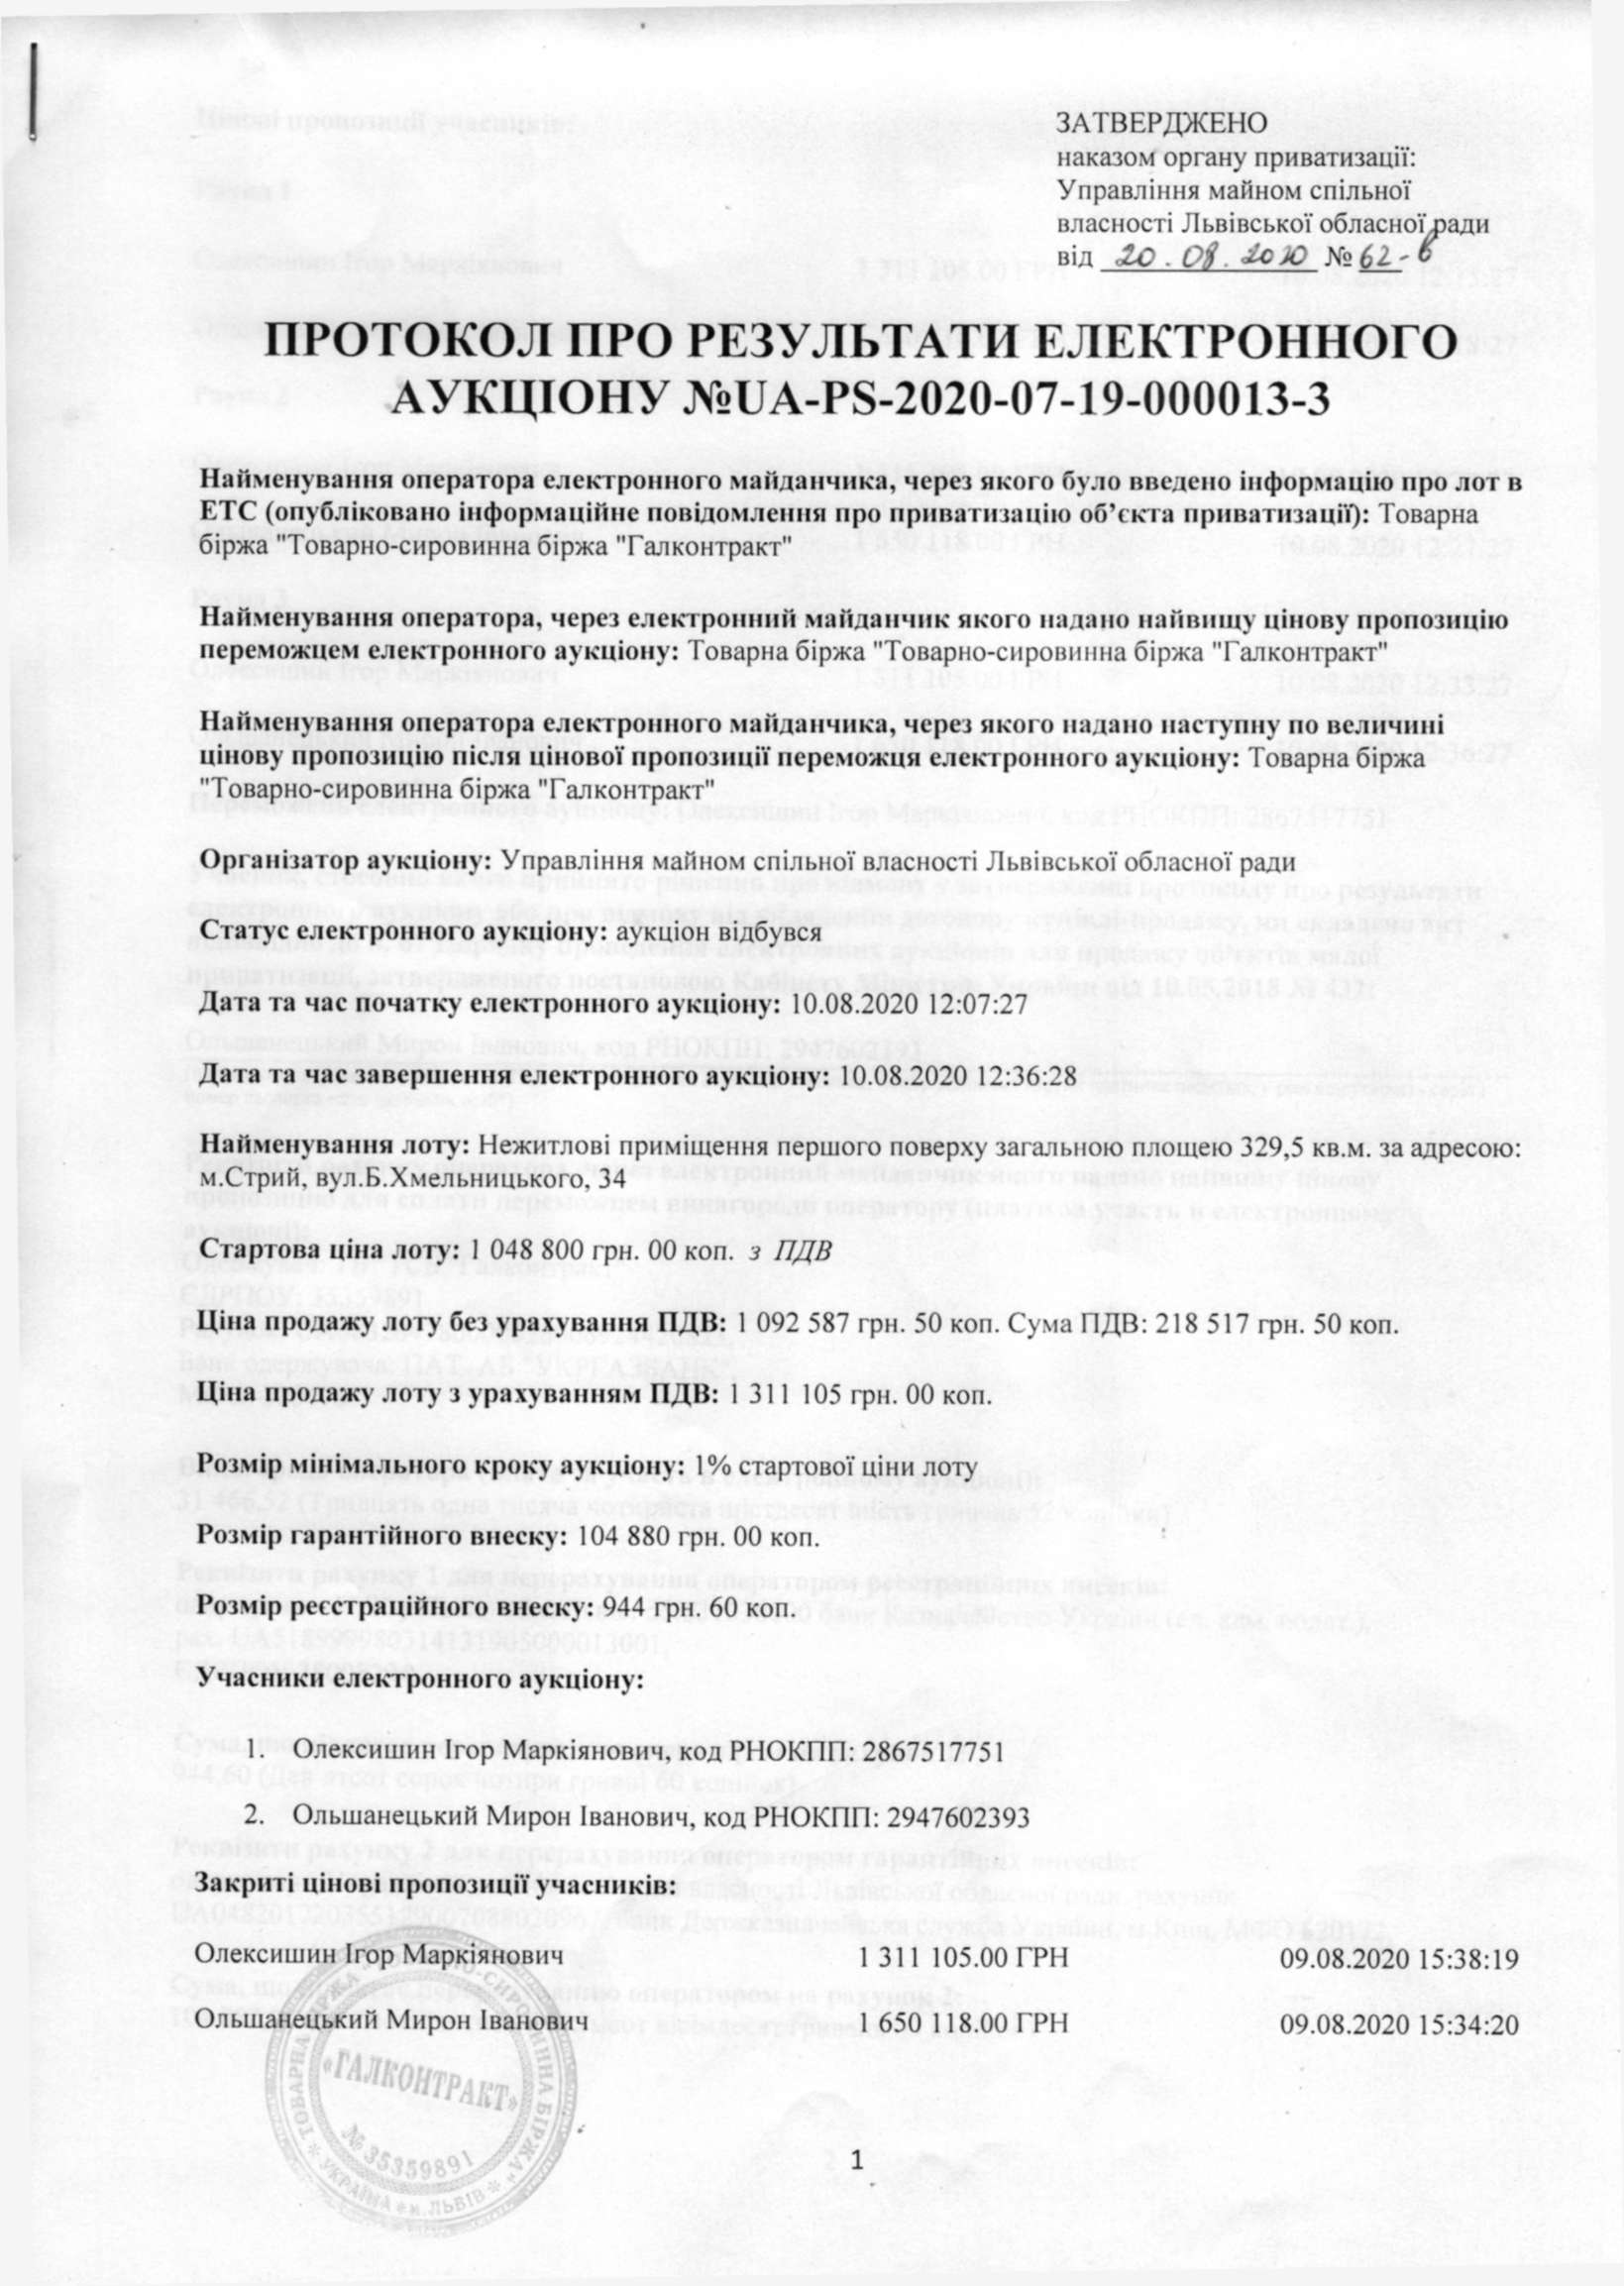 ЗАТВЕРДЖЕНО
наказом органу приватизації:
Управління майном спільної
власності Львівської обласної ради
від 20.08.2020 № 62-в
ПРОТОКОЛ ПРО РЕЗУЛЬТАТИ ЕЛЕКТРОННОГО
АУКЦІОНУ №UA-PS-2020-07-19-000013-3
Найменування оператора електронного майданчика, через якого було введено інформацію про лот в
ЕТС (опубліковано інформаційне повідомлення про приватизацію об’єкта приватизації): Товарна
біржа "Товарно-сировинна біржа "Галконтракт"
Найменування оператора, через електронний майданчик якого надано найвищу цінову пропозицію
переможцем електронного аукціону: Товарна біржа "Товарно-сировинна біржа "Галконтракт"
Найменування оператора електронного майданчика, через якого надано наступну по величині
цінову пропозицію після цінової пропозиції переможця електронного аукціону: Товарна біржа
"Товарно-сировинна біржа "Галконтракт"
Організатор аукціону: Управління майном спільної власності Львівської обласної ради
Статус електронного аукціону: аукціон відбувся
Дата та час початку електронного аукціону: 10.08.2020 12:07:27
Дата та час завершення електронного аукціону: 10.08.2020 12:36:28
Найменування лоту: Нежитлові приміщення першого поверху загальною площею 329,5 кв.м. за адресою:
м.Стрий, вул.Б.Хмельницького, 34
Стартова ціна лоту: 1 048 800 грн. 00 коп. з ПДВ
Ціна продажу лоту без урахування ПДВ: 1 092 587 грн. 50 коп. Сума ПДВ: 218 517 грн. 50 коп.
Ціна продажу лоту з урахуванням ПДВ: 1 311 105 грн. 00 коп.
Розмір мінімального кроку аукціону: 1% стартової ціни лоту
Розмір гарантійного внеску: 104 880 грн. 00 коп.
Розмір реєстраційного внеску: 944 грн. 60 коп.
Учасники електронного аукціону:
1. Олексишин Ігор Маркіянович, код РНОКПП: 2867517751
2. Ольшанецький Мирон Іванович, код РНОКПП: 2947602393
Закриті цінові пропозиції учасників:
Олексишин Ігор Маркіянович 1 311 105.00 ГРН 09.08.2020 15:38:19
Ольшанецький Мирон Іванович 1 650 118.00 ГРН 09.08.2020 15:34:20
«ГАЛКОНТРАКТ»
№ 35359891
УКРАЇНА * м.ЛЬВІВ
1